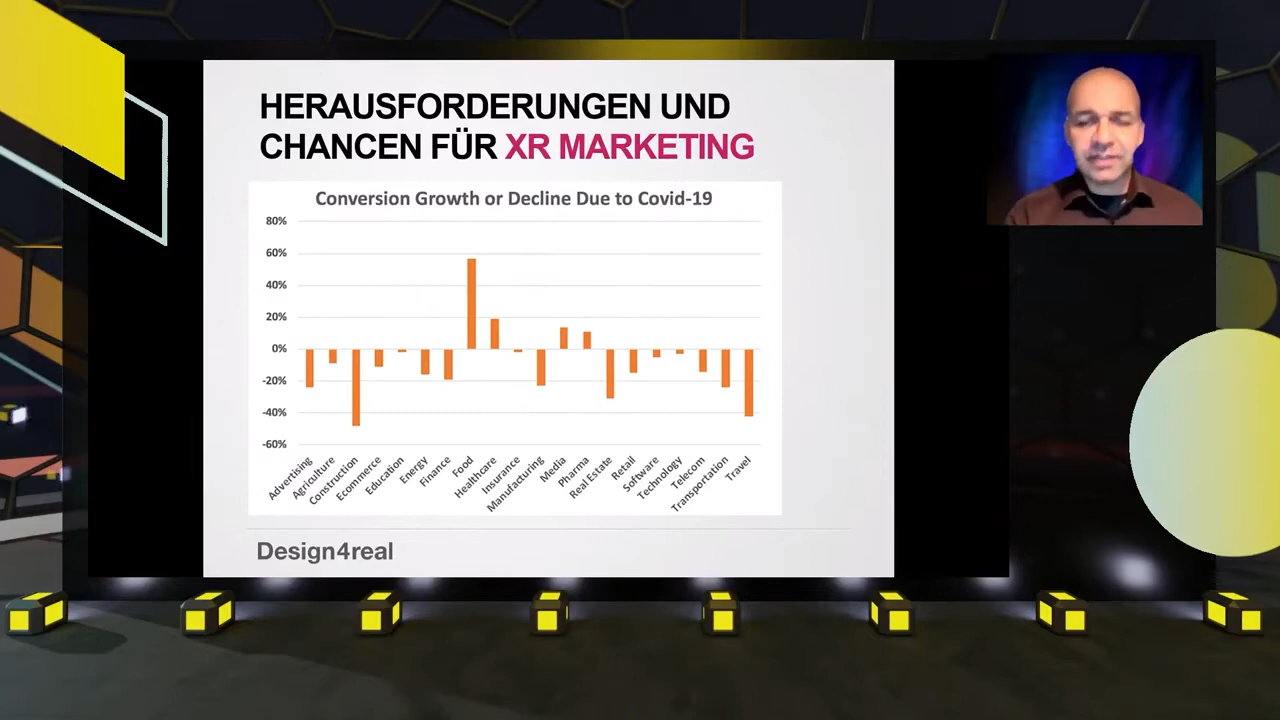 HERAUSFORDERUNGEN UND
CHANCEN FÜR XR MARKETING
Conversion Growth or Decline Due to Covid-19
80%
60%
40%
20%
0%
-20%
-40%
-60%
Advertising
Agriculture
Construction
Ecommerce
Education
Energy
Finance
Food
Healthcare
Insurance
Manufacturing
Media
Pharma
Real Estate
Retail
Software
Technology
Telecom
Transportation
Travel
Design4real